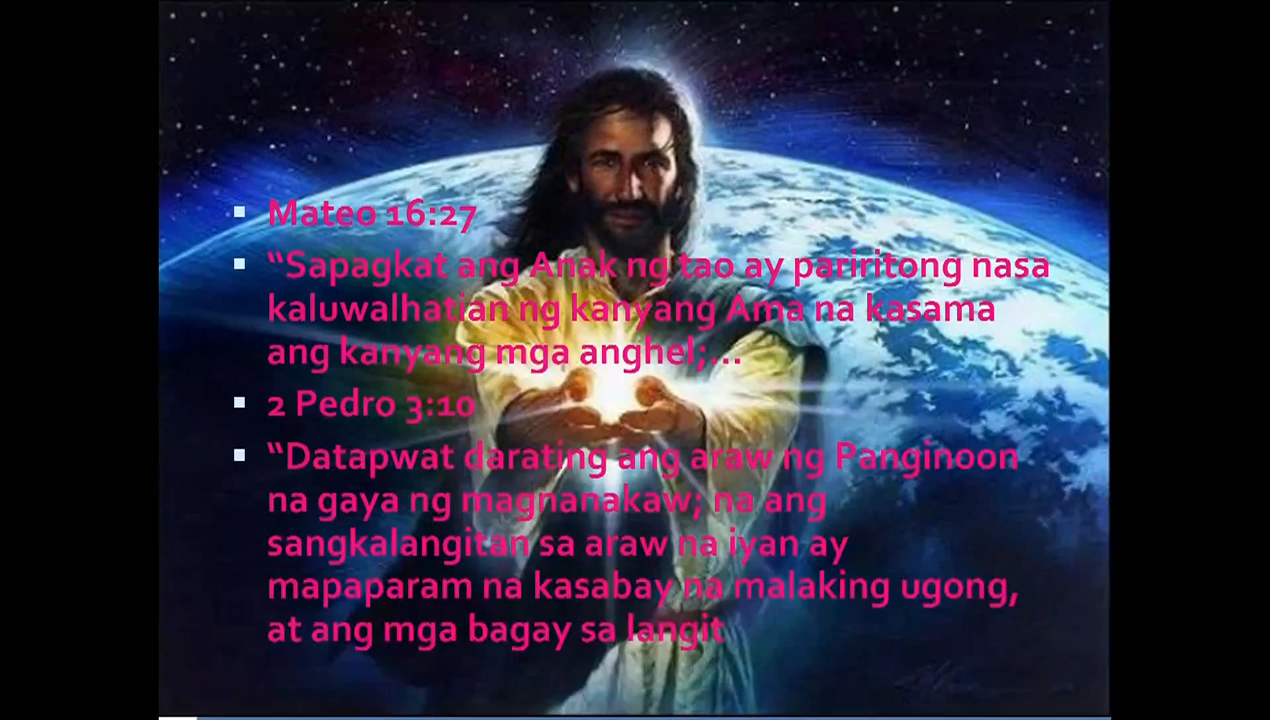 Mateo 16:27
“Sapagkat ang Anak ng tao ay pariritong nasa
kaluwalhatian ng kanyang Ama na kasama
ang kanyang mga anghel;...
2 Pedro 3:10
“Datapwat darating ang araw ng Panginoon
na gaya ng magnanakaw; na ang
sangkalangitan sa araw na iyan ay
mapaparam na kasabay na malaking ugong,
at ang mga bagay sa langit